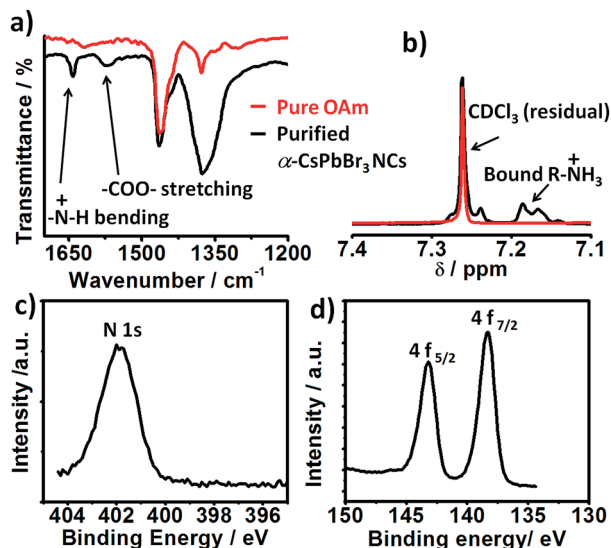 a)
Transmittance / %
Pure OAm
Purified
α-CsPbBr3 NCs
-COO- stretching
+
-N-H bending
1650 1500 1350 1200
Wavenumber / cm-1
b)
CDCl3 (residual)
Bound R-NH3
+
7.4 7.3 7.2 7.1
δ / ppm
c)
Intensity /a.u.
N 1s
404 402 400 398 396
Binding Energy/ eV
d)
Intensity / a.u.
4 f5/2
4 f7/2
150 145 140 135 130
Binding energy/ eV